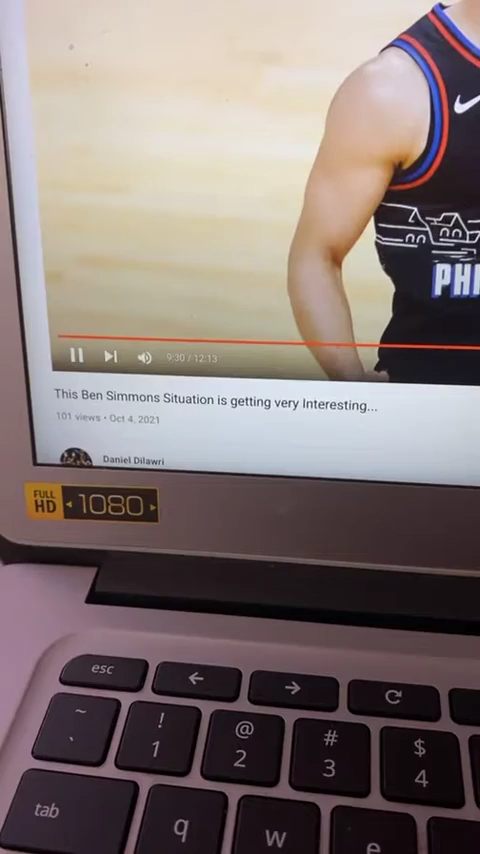 PHI
9:30 / 12:13
This Ben Simmons Situation is getting very Interesting...
101 views • Oct 4, 2021
Daniel Dilawri
FULL HD 1080
esc ← →
~ ` ! 1 @ 2 # 3 $ 4
tab q w e